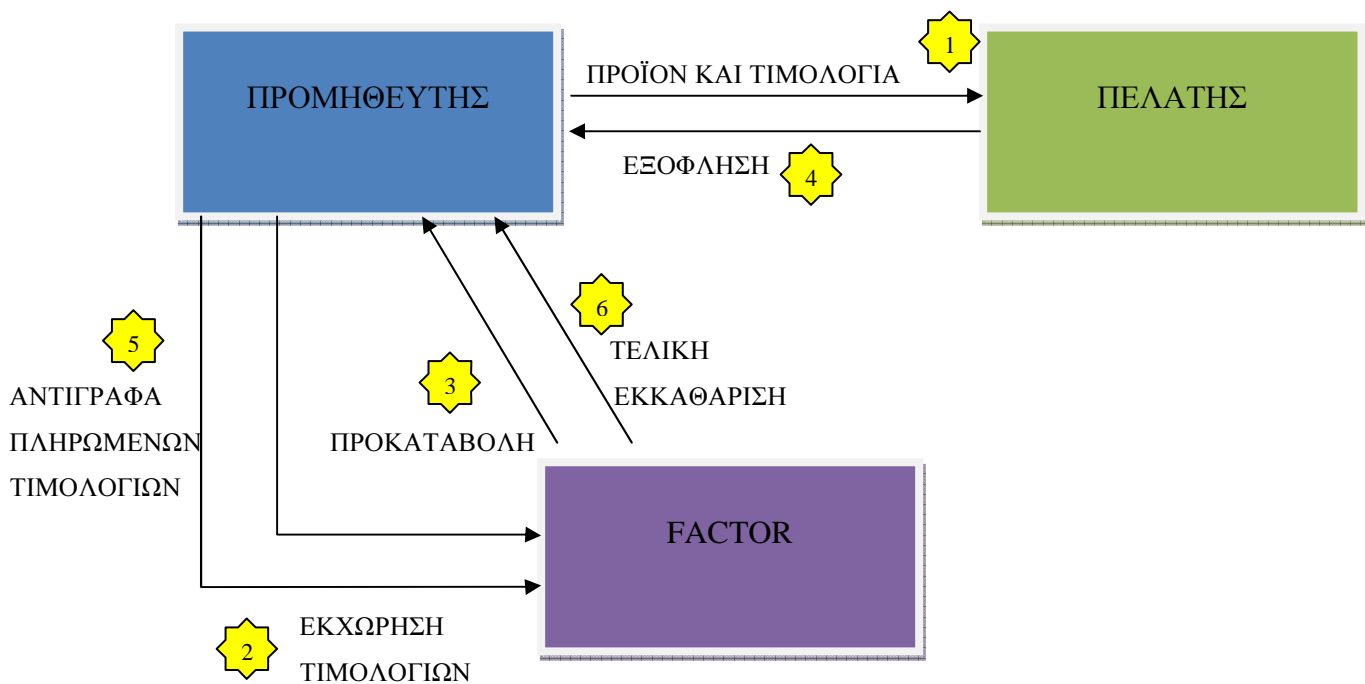 1
ΠΡΟΪΟΝ ΚΑΙ ΤΙΜΟΛΟΓΙΑ
ΠΡΟΜΗΘΕΥΤΗΣ
ΠΕΛΑΤΗΣ
ΕΞΟΦΛΗΣΗ
4
6
5
ΤΕΛΙΚΗ
ΕΚΚΑΘΑΡΙΣΗ
3
ΠΡΟΚΑΤΑΒΟΛΗ
ΑΝΤΙΓΡΑΦΑ
ΠΛΗΡΩΜΕΝΩΝ
ΤΙΜΟΛΟΓΙΩΝ
FACTOR
2
ΕΚΧΩΡΗΣΗ
ΤΙΜΟΛΟΓΙΩΝ